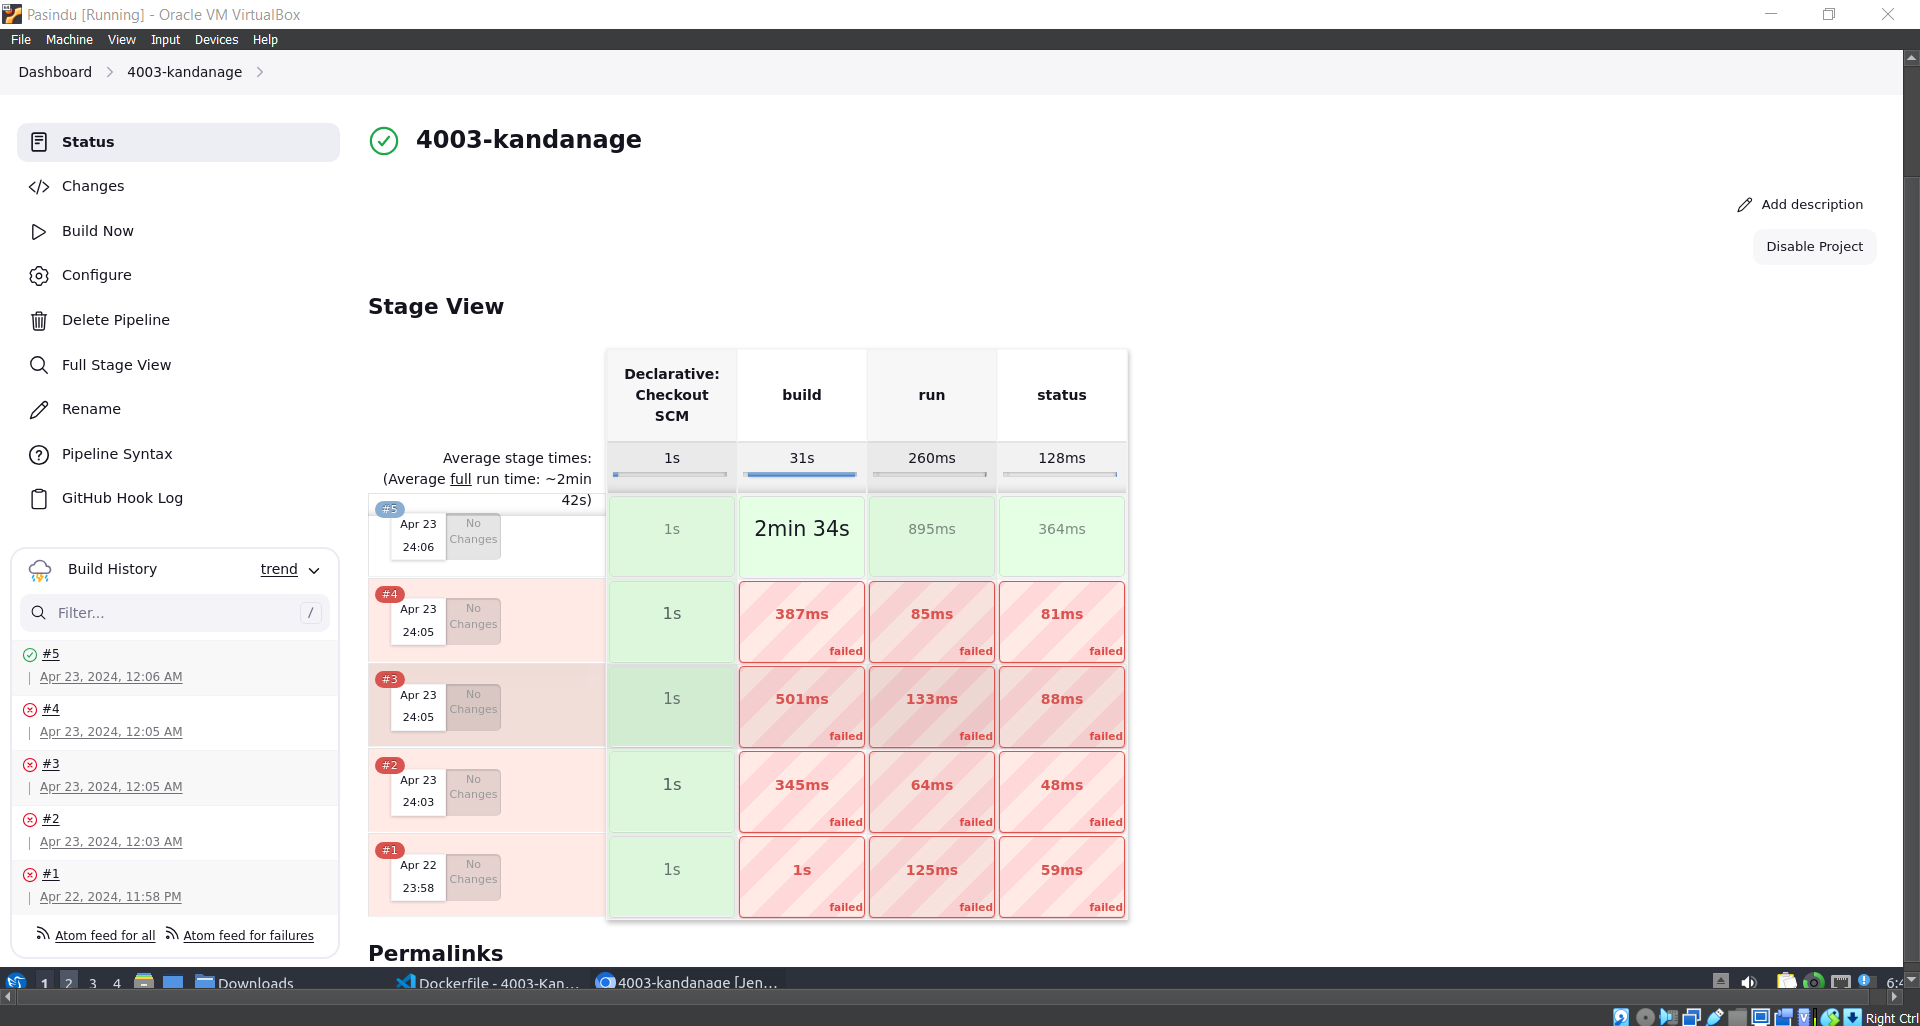 Pasindu [Running] - Oracle VM VirtualBox
File Machine View Input Devices Help
Dashboard
4003-kandanage
Status
Changes
Build Now
Configure
Delete Pipeline
Full Stage View
Rename
Pipeline Syntax
GitHub Hook Log
Build History
trend
Filter...
/
#5
Apr 23, 2024, 12:06 AM
#4
Apr 23, 2024, 12:05 AM
#3
Apr 23, 2024, 12:05 AM
#2
Apr 23, 2024, 12:03 AM
#1
Apr 22, 2024, 11:58 PM
Atom feed for all
Atom feed for failures
4003-kandanage
Add description
Disable Project
Stage View
Declarative:
Checkout
SCM
build
run
status
Average stage times:
(Average full run time: ~2min
42s)
1s
31s
260ms
128ms
#5
Apr 23
24:06
No
Changes
1s
2min 34s
895ms
364ms
#4
Apr 23
24:05
No
Changes
1s
387ms
failed
85ms
failed
81ms
failed
#3
Apr 23
24:05
No
Changes
1s
501ms
failed
133ms
failed
88ms
failed
#2
Apr 23
24:03
No
Changes
1s
345ms
failed
64ms
failed
48ms
failed
#1
Apr 22
23:58
No
Changes
1s
1s
failed
125ms
failed
59ms
failed
Permalinks
1 2 3 4
Downloads
Dockerfile - 4003-Kan...
4003-kandanage [Jen...
Right Ctrl